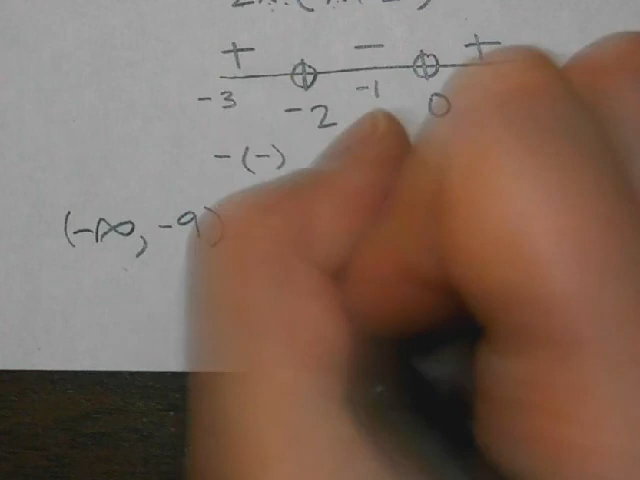 + - +
-3 -2 -1 0
-(-)
(-∞, -9)